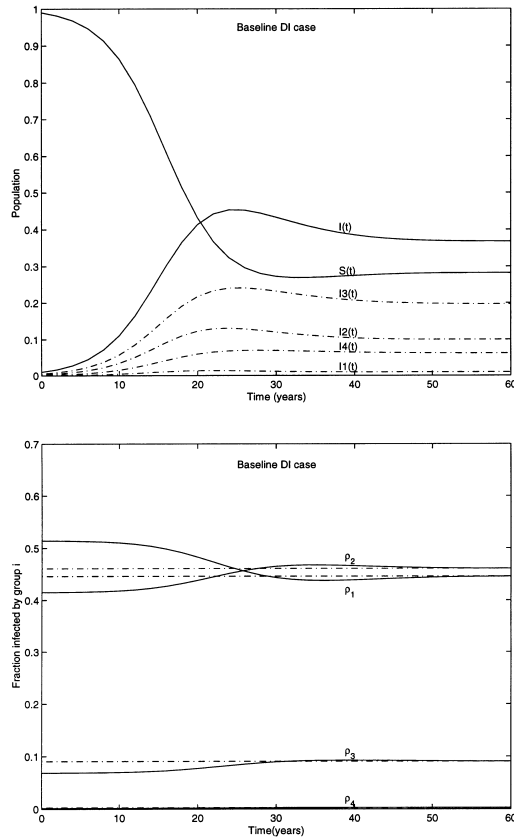 Baseline DI case
1
0.9
0.8
0.7
0.6
0.5
0.4
0.3
0.2
0.1
0
Population
I(t)
S(t)
I3(t)
I2(t)
I4(t)
I1(t)
0 10 20 30 40 50 60
Time (years)
Baseline DI case
0.7
0.6
0.5
0.4
0.3
0.2
0.1
0
Fraction infected by group i
ρ2
ρ1
ρ3
ρ4
0 10 20 30 40 50 60
Time(years)